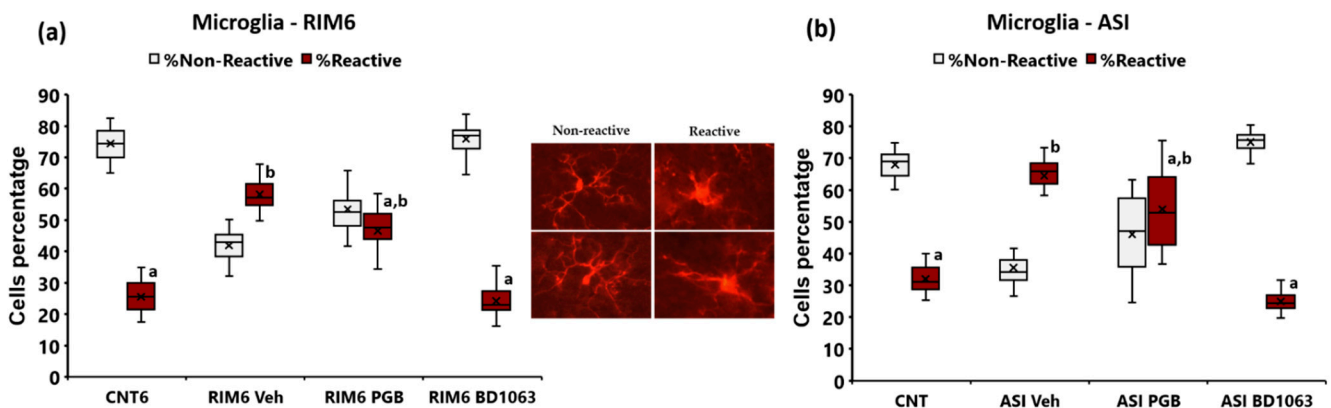 (a)
Microglia - RIM6
%Non-Reactive %Reactive
Cells percentatge
90
80
70
60
50
40
30
20
10
0
a
b
a,b
a
CNT6 RIM6 Veh RIM6 PGB RIM6 BD1063
Non-reactive Reactive
(b)
Microglia - ASI
%Non-Reactive %Reactive
Cells percentatge
90
80
70
60
50
40
30
20
10
0
a
b
a,b
a
CNT ASI Veh ASI PGB ASI BD1063